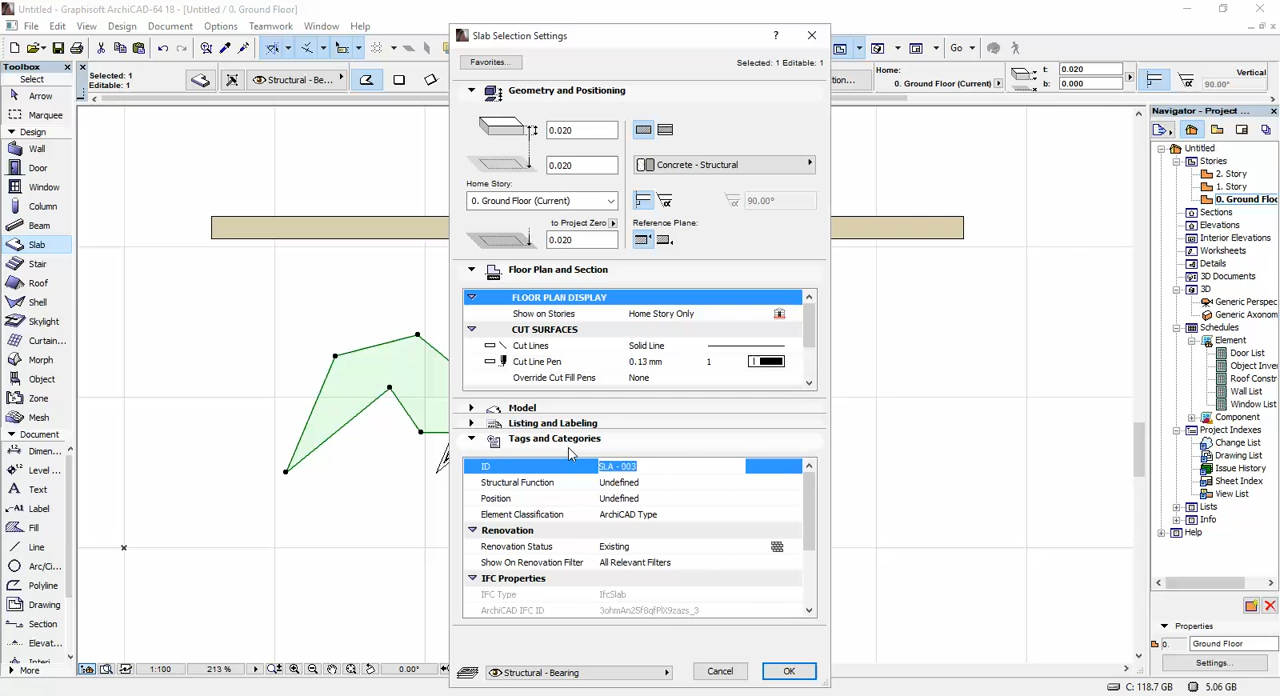 Untitled - Graphisoft ArchiCAD-64 18 - [Untitled / 0. Ground Floor]
File Edit View Design Document Options Teamwork Window Help
Go
Toolbox
Select
Arrow
Marquee
Design
Wall
Door
Window
Column
Beam
Slab
Stair
Roof
Shell
Skylight
Curtain...
Morph
Object
Zone
Mesh
Document
Dimen...
Level ...
Text
Label
Fill
Line
Arc/Ci...
Polyline
Drawing
Section
Elevat...
Interi...
More
Selected: 1
Editable: 1
Structural - Be...
Home:
0. Ground Floor (Current)
t: 0.020
b: 0.000
Vertical
90.00°
Slab Selection Settings
?
Favorites...
Selected: 1 Editable: 1
Geometry and Positioning
0.020
0.020
Concrete - Structural
Home Story:
0. Ground Floor (Current)
90.00°
to Project Zero
Reference Plane:
0.020
Floor Plan and Section
FLOOR PLAN DISPLAY
Show on Stories Home Story Only
CUT SURFACES
Cut Lines Solid Line
Cut Line Pen 0.13 mm 1
Override Cut Fill Pens None
Model
Listing and Labeling
Tags and Categories
ID SLA - 003
Structural Function Undefined
Position Undefined
Element Classification ArchiCAD Type
Renovation
Renovation Status Existing
Show On Renovation Filter All Relevant Filters
IFC Properties
IFC Type IfcSlab
ArchiCAD IFC ID 3ohmAn25f8qfPlX9zazs_3
Structural - Bearing
Cancel
OK
Navigator - Project ...
Untitled
Stories
2. Story
1. Story
0. Ground Floo
Sections
Elevations
Interior Elevations
Worksheets
Details
3D Documents
3D
Generic Perspec
Generic Axonom
Schedules
Element
Door List
Object Inve
Roof Constr
Wall List
Window List
Component
Project Indexes
Change List
Drawing List
Issue History
Sheet Index
View List
Lists
Info
Help
Properties
0. Ground Floor
Settings...
1:100
213 %
0.00°
C: 118.7 GB
5.06 GB